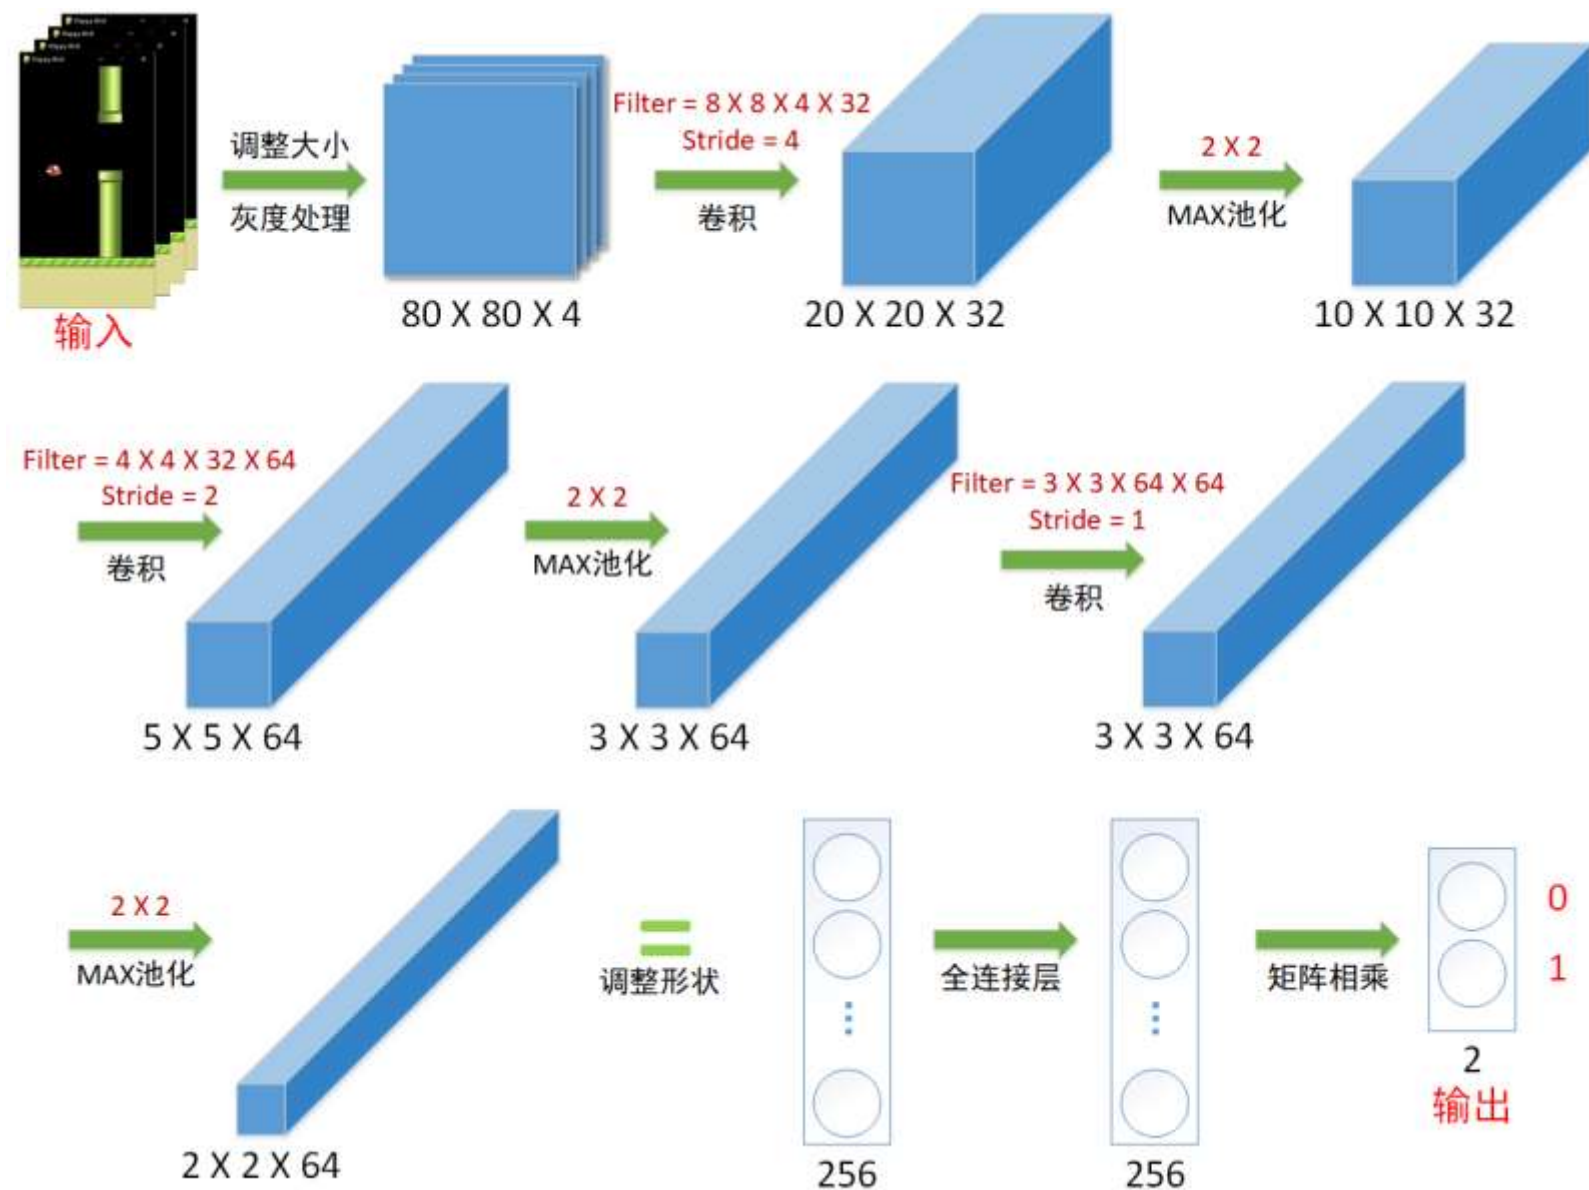 Flappy Bird
调整大小
灰度处理
输入
80 X 80 X 4
Filter = 8 X 8 X 4 X 32
Stride = 4
卷积
20 X 20 X 32
2 X 2
MAX池化
10 X 10 X 32
Filter = 4 X 4 X 32 X 64
Stride = 2
卷积
5 X 5 X 64
2 X 2
MAX池化
3 X 3 X 64
Filter = 3 X 3 X 64 X 64
Stride = 1
卷积
3 X 3 X 64
2 X 2
MAX池化
2 X 2 X 64
调整形状
256
全连接层
256
矩阵相乘
0
1
2
输出